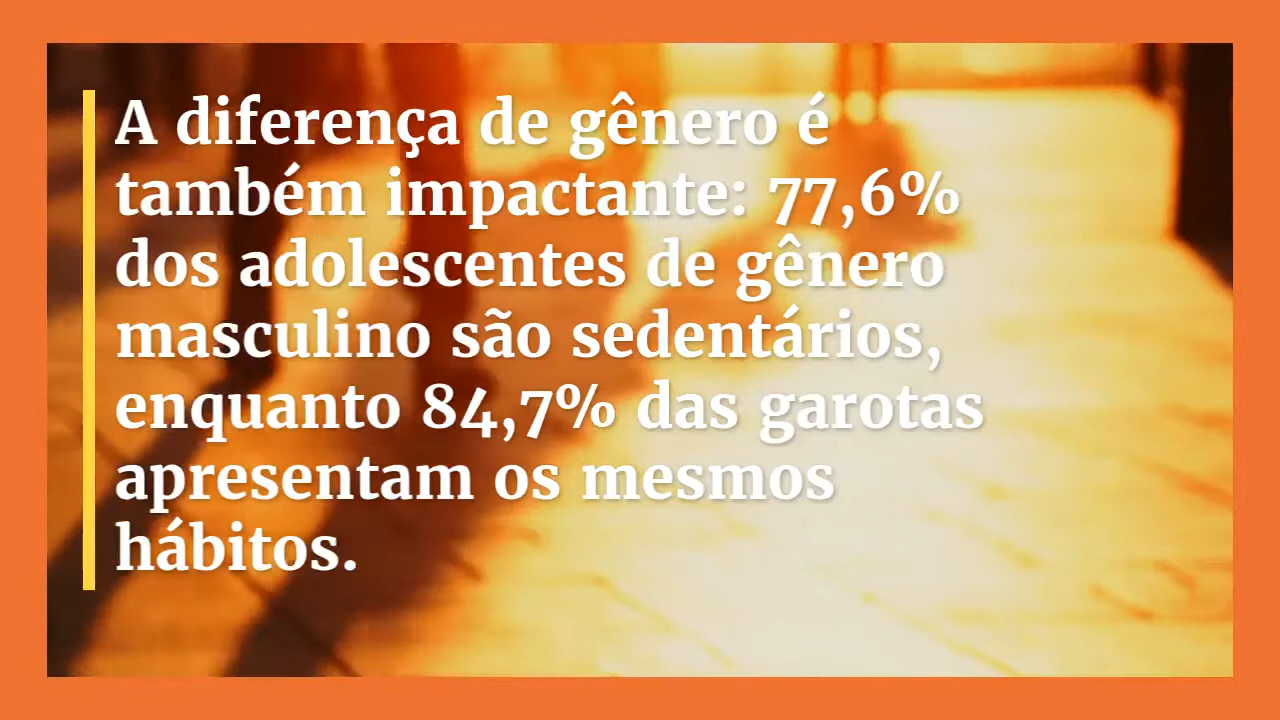 A diferença de gênero é
também impactante: 77,6%
dos adolescentes de gênero
masculino são sedentários,
enquanto 84,7% das garotas
apresentam os mesmos
hábitos.